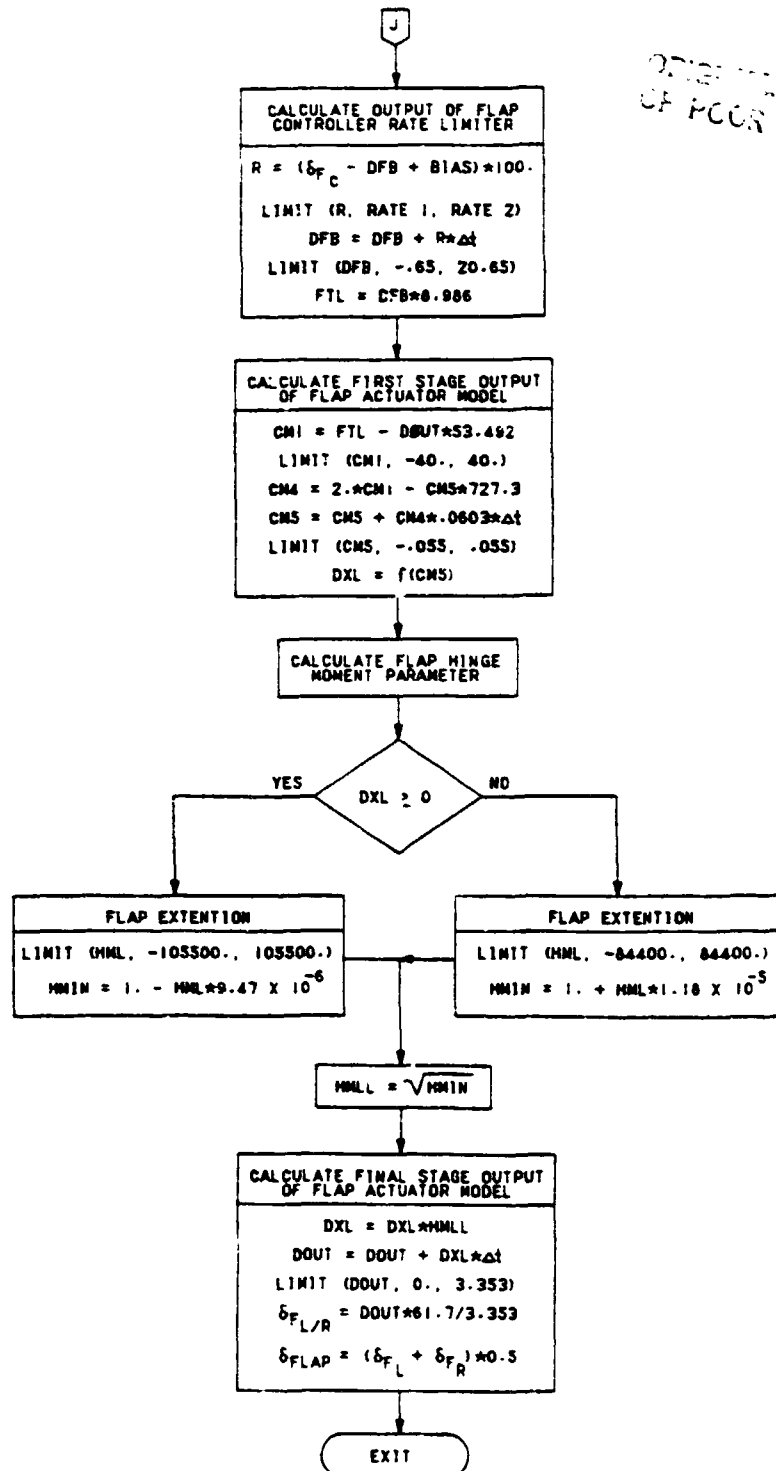 J
OF POOR
CALCULATE OUTPUT OF FLAP
CONTROLLER RATE LIMITER
R = (δF_C - DFB + BIAS)*100.
LIMIT (R, RATE 1, RATE 2)
DFB = DFB + R*Δt
LIMIT (DFB, -.65, 20.65)
FTL = DFB*8.986
CALCULATE FIRST STAGE OUTPUT
OF FLAP ACTUATOR MODEL
CM1 = FTL - DOUT*53.492
LIMIT (CM1, -40., 40.)
CM4 = 2.*CM1 - CM5*727.3
CM5 = CM5 + CM4*.0603*Δt
LIMIT (CM5, -.055, .055)
DXL = f(CM5)
CALCULATE FLAP HINGE
MOMENT PARAMETER
YES
DXL ≥ 0
NO
FLAP EXTENTION
LIMIT (HML, -105500., 105500.)
HMIN = 1. - HML*9.47 X 10^-6
FLAP EXTENTION
LIMIT (HML, -84400., 84400.)
HMIN = 1. + HML*1.18 X 10^-5
HMLL = √HMIN
CALCULATE FINAL STAGE OUTPUT
OF FLAP ACTUATOR MODEL
DXL = DXL*HMLL
DOUT = DOUT + DXL*Δt
LIMIT (DOUT, 0., 3.353)
δF_L/R = DOUT*61.7/3.353
δFLAP = (δF_L + δF_R)*0.5
EXIT